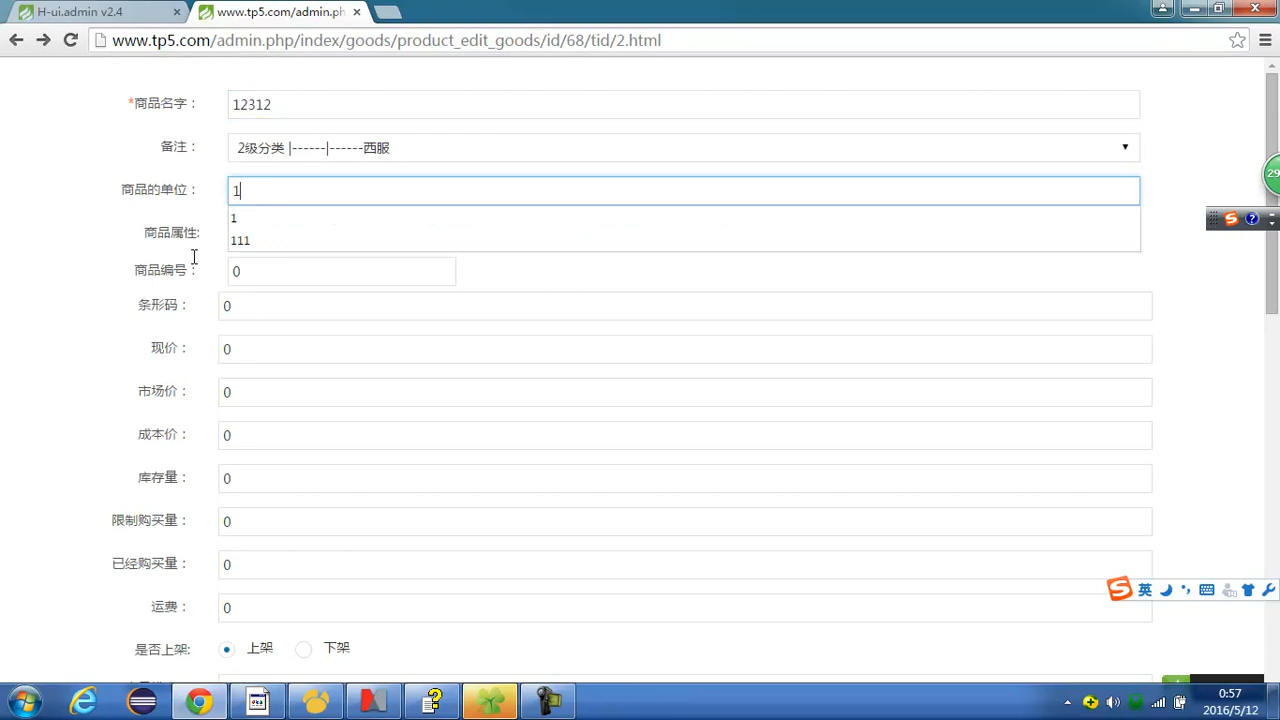 H-ui.admin v2.4
www.tp5.com/admin.ph
www.tp5.com/admin.php/index/goods/product_edit_goods/id/68/tid/2.html
*商品名字：
12312
备注：
2级分类 |------|------西服
商品的单位：
1
1
商品属性:
111
商品编号：
0
条形码：
0
现价：
0
市场价：
0
成本价：
0
库存量：
0
限制购买量：
0
已经购买量：
0
运费：
0
是否上架:
上架
下架
29
英
0:57
2016/5/12